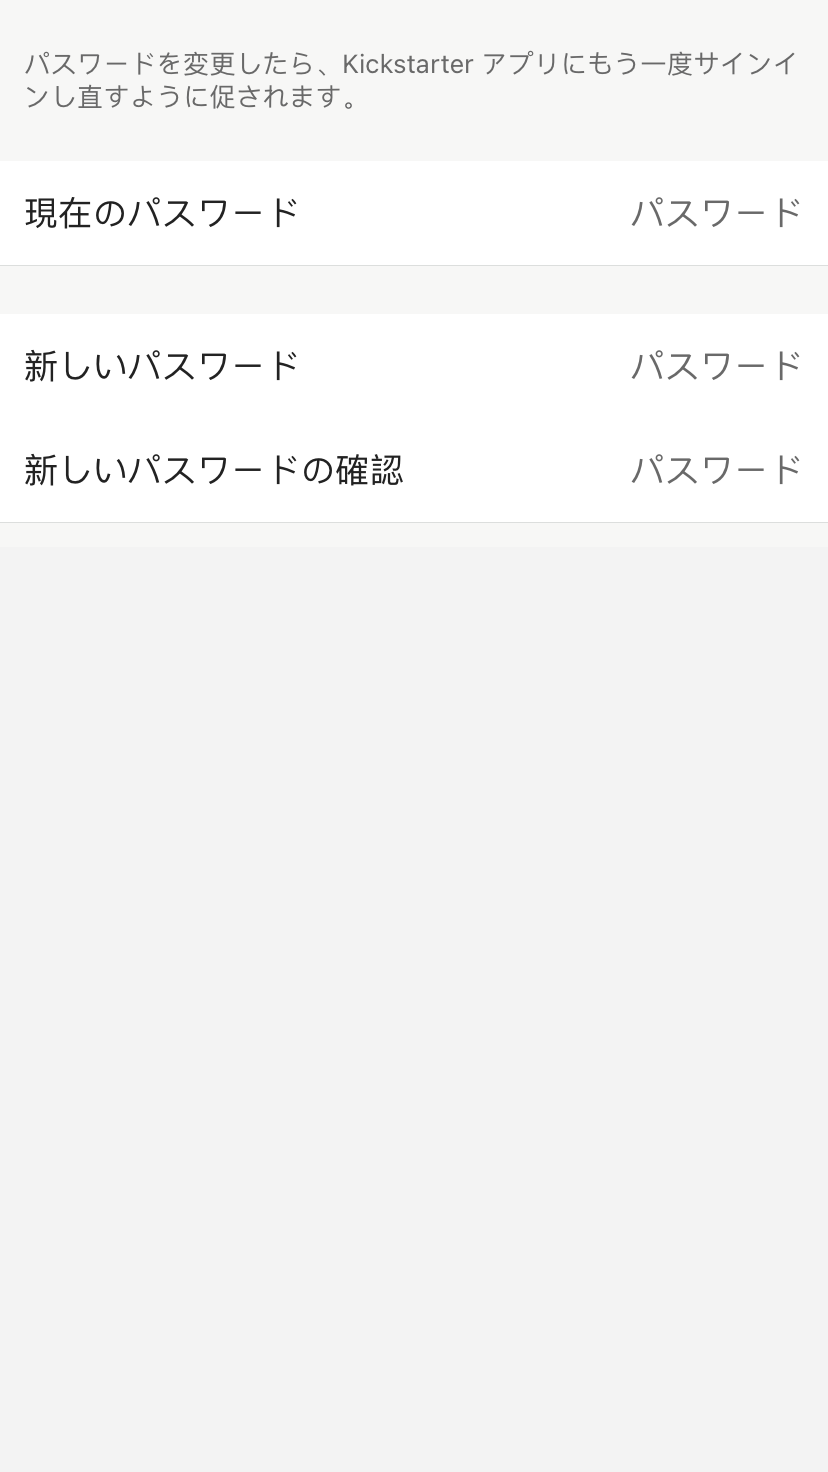 パスワードを変更したら、Kickstarter アプリにもう一度サインイ
ンし直すように促されます。
現在のパスワード パスワード
新しいパスワード パスワード
新しいパスワードの確認 パスワード